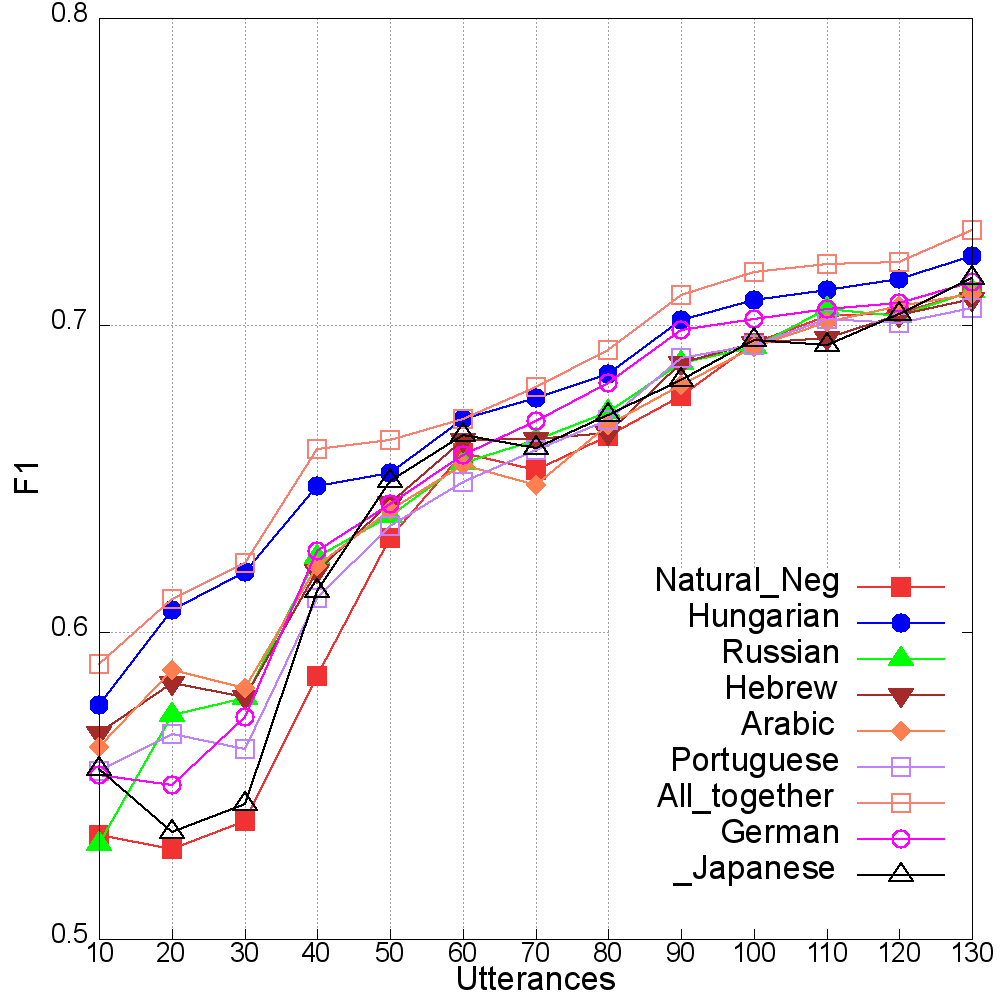 0.8
0.7
0.6
0.5
F1
Natural_Neg
Hungarian
Russian
Hebrew
Arabic
Portuguese
All_together
German
_Japanese
10 20 30 40 50 60 70 80 90 100 110 120 130
Utterances